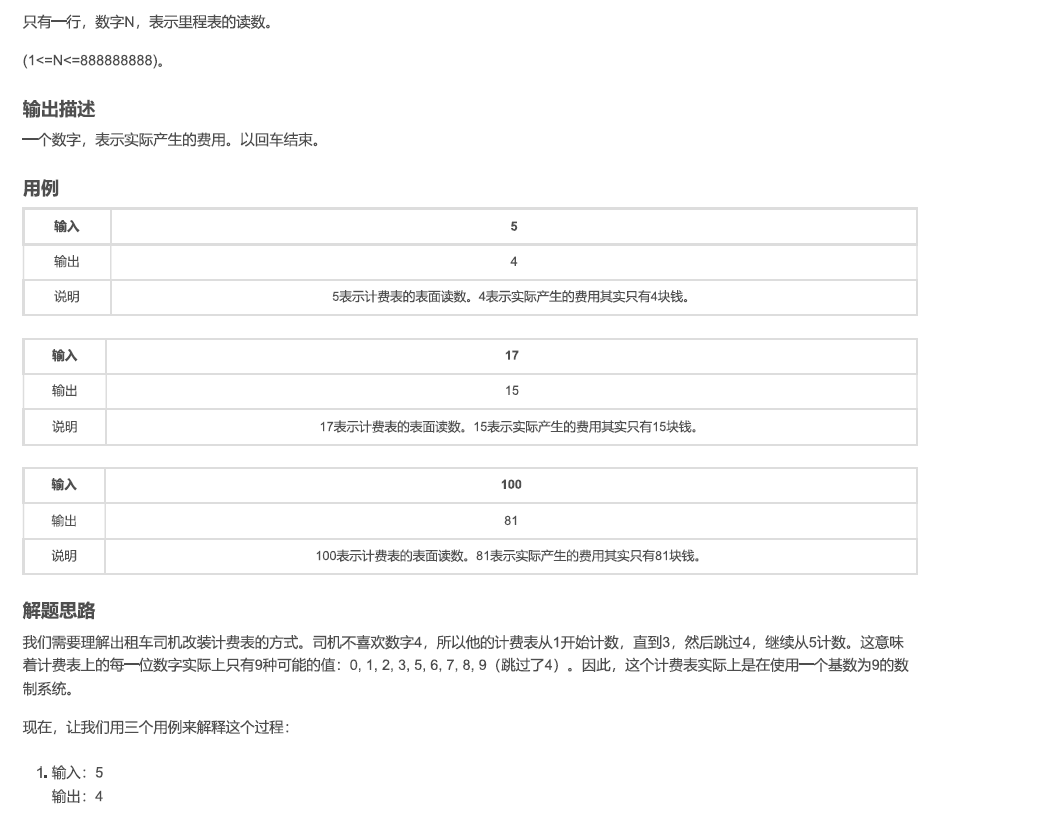 只有一行，数字N，表示里程表的读数。
(1<=N<=888888888)。
输出描述
一个数字，表示实际产生的费用。以回车结束。
用例
输入 5
输出 4
说明 5表示计费表的表面读数。4表示实际产生的费用其实只有4块钱。
输入 17
输出 15
说明 17表示计费表的表面读数。15表示实际产生的费用其实只有15块钱。
输入 100
输出 81
说明 100表示计费表的表面读数。81表示实际产生的费用其实只有81块钱。
解题思路
我们需要理解出租车司机改装计费表的方式。司机不喜欢数字4，所以他的计费表从1开始计数，直到3，然后跳过4，继续从5计数。这意味
着计费表上的每一位数字实际上只有9种可能的值：0, 1, 2, 3, 5, 6, 7, 8, 9（跳过了4）。因此，这个计费表实际上是在使用一个基数为9的数
制系统。
现在，让我们用三个用例来解释这个过程：
1. 输入：5
输出：4